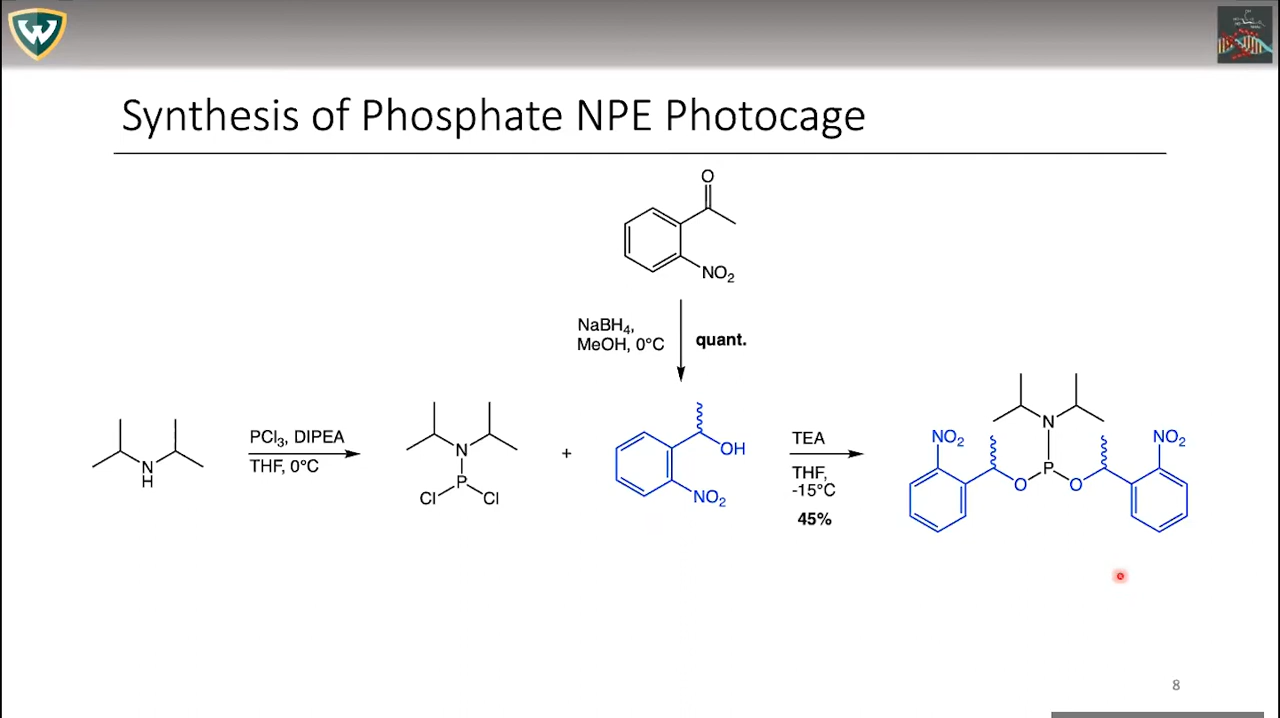 Synthesis of Phosphate NPE Photocage
O
NO₂
NaBH₄,
MeOH, 0°C
quant.
N
H
PCl₃, DIPEA
THF, 0°C
N
P
Cl
Cl
+
OH
NO₂
TEA
THF,
-15°C
45%
NO₂
N
NO₂
O
P
O
8